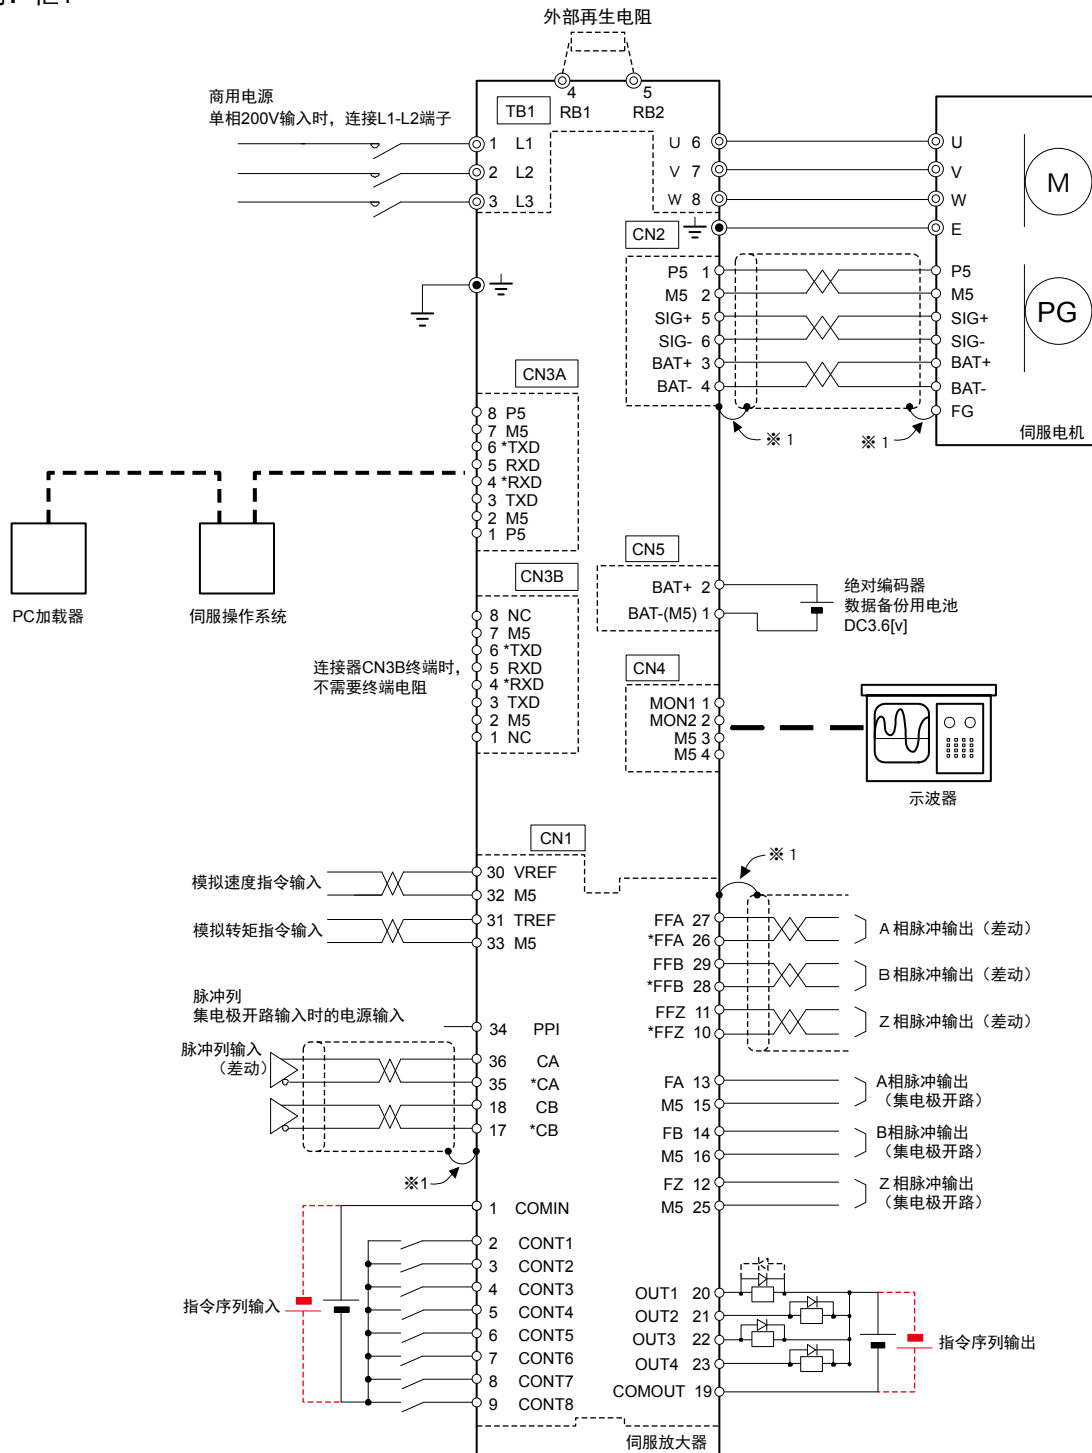 外部再生电阻
商用电源
单相200V输入时，连接L1-L2端子
TB1
4 RB1
5 RB2
1 L1
2 L2
3 L3
U 6
V 7
W 8
U
V
W
E
M
CN2
P5 1
M5 2
SIG+ 5
SIG- 6
BAT+ 3
BAT- 4
P5
M5
SIG+
SIG-
BAT+
BAT-
FG
PG
※ 1
※ 1
伺服电机
CN3A
8 P5
7 M5
6 *TXD
5 RXD
4 *RXD
3 TXD
2 M5
1 P5
PC加载器
伺服操作系统
CN3B
8 NC
7 M5
6 *TXD
5 RXD
4 *RXD
3 TXD
2 M5
1 NC
连接器CN3B终端时，
不需要终端电阻
CN5
BAT+ 2
BAT-(M5) 1
绝对编码器
数据备份用电池
DC3.6[v]
CN4
MON1 1
MON2 2
M5 3
M5 4
示波器
CN1
模拟速度指令输入
30 VREF
32 M5
模拟转矩指令输入
31 TREF
33 M5
脉冲列
集电极开路输入时的电源输入
34 PPI
脉冲列输入
（差动）
36 CA
35 *CA
18 CB
17 *CB
※1
※ 1
FFA 27
*FFA 26
A 相脉冲输出（差动）
FFB 29
*FFB 28
B 相脉冲输出（差动）
FFZ 11
*FFZ 10
Z 相脉冲输出（差动）
FA 13
M5 15
A相脉冲输出
（集电极开路）
FB 14
M5 16
B相脉冲输出
（集电极开路）
FZ 12
M5 25
Z 相脉冲输出
（集电极开路）
1 COMIN
2 CONT1
3 CONT2
4 CONT3
5 CONT4
6 CONT5
7 CONT6
8 CONT7
9 CONT8
指令序列输入
OUT1 20
OUT2 21
OUT3 22
OUT4 23
COMOUT 19
指令序列输出
伺服放大器